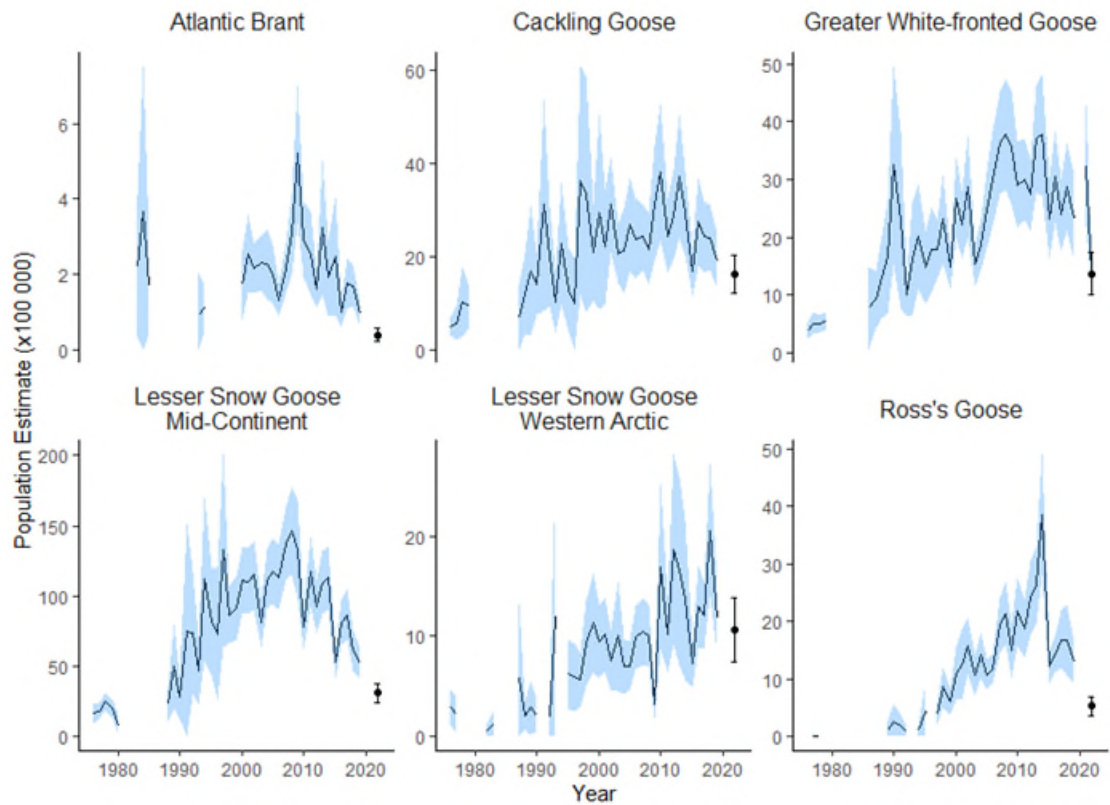 Atlantic Brant
Cackling Goose
Greater White-fronted Goose
6
4
2
0
60
40
20
0
50
40
30
20
10
0
Lesser Snow Goose
Mid-Continent
Lesser Snow Goose
Western Arctic
Ross's Goose
Population Estimate (x100 000)
200
150
100
50
0
20
10
0
50
40
30
20
10
0
1980 1990 2000 2010 2020
1980 1990 2000 2010 2020
1980 1990 2000 2010 2020
Year